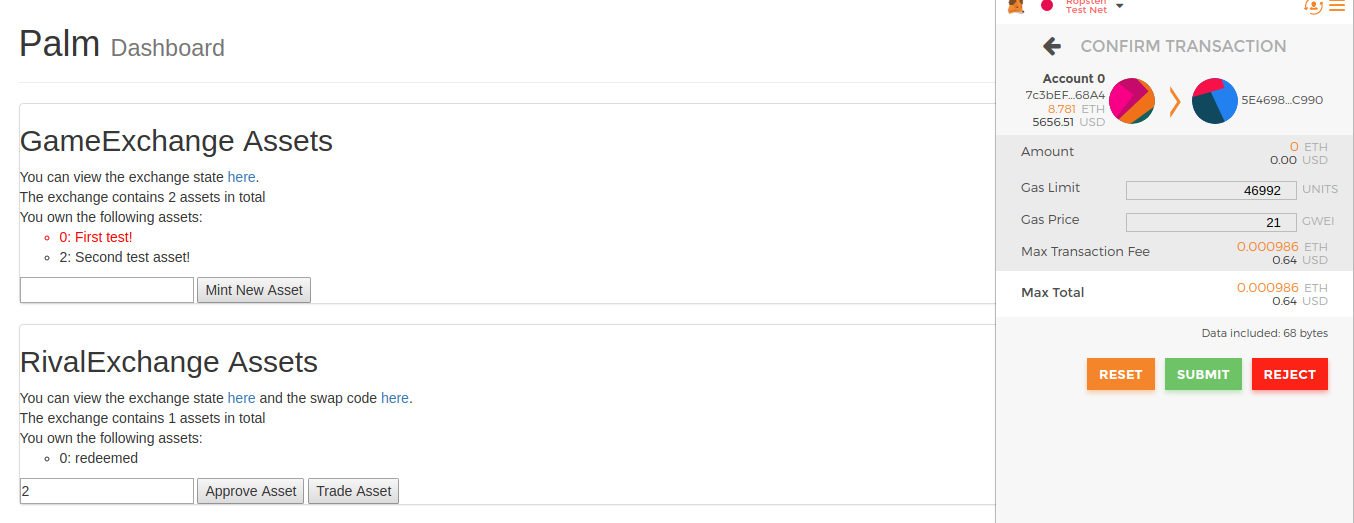 Palm Dashboard
GameExchange Assets
You can view the exchange state here.
The exchange contains 2 assets in total
You own the following assets:
0: First test!
2: Second test asset!
Mint New Asset
RivalExchange Assets
You can view the exchange state here and the swap code here.
The exchange contains 1 assets in total
You own the following assets:
0: redeemed
2 Approve Asset Trade Asset
Ropsten
Test Net
CONFIRM TRANSACTION
Account 0
7c3bEF...68A4
8.781 ETH
5656.51 USD
5E4698...C990
Amount 0 ETH
0.00 USD
Gas Limit 46992 UNITS
Gas Price 21 GWEI
Max Transaction Fee 0.000986 ETH
0.64 USD
Max Total 0.000986 ETH
0.64 USD
Data included: 68 bytes
RESET SUBMIT REJECT